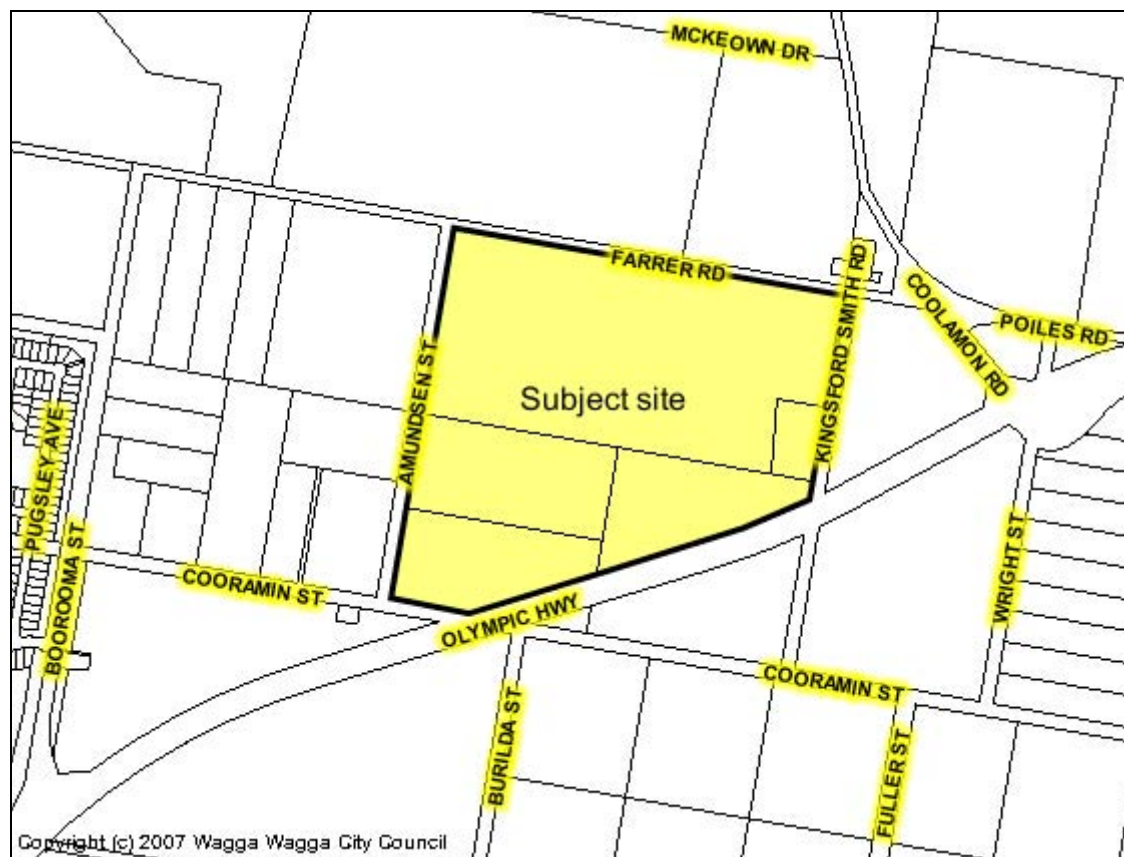 MCKEOWN DR
FARRER RD
KINGSFORD SMITH RD
COOLAMON RD
POILES RD
Subject site
AMUNDSEN ST
PUGSLEY AVE
BOOROOMA ST
COORAMIN ST
OLYMPIC HWY
WRIGHT ST
COORAMIN ST
BURILDA ST
FULLER ST
Copyright (c) 2007 Wagga Wagga City Council